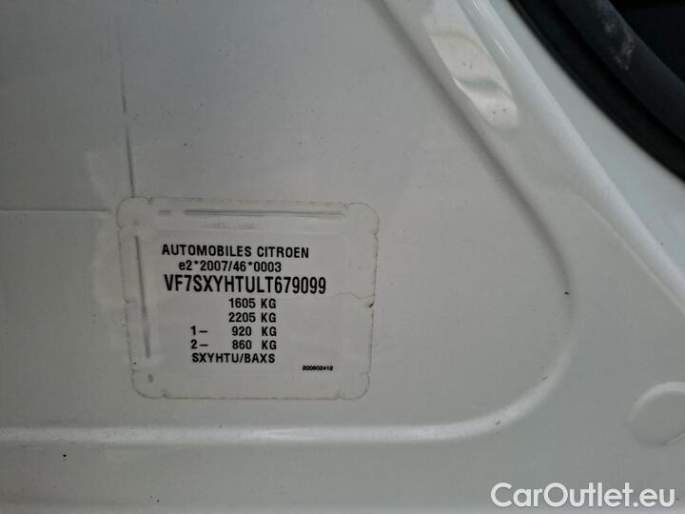 AUTOMOBILES CITROEN
e2*2007/46*0003
VF7SXYHTULT679099
1605 KG
2205 KG
1- 920 KG
2- 860 KG
SXYHTU/BAXS
CarOutlet.eu